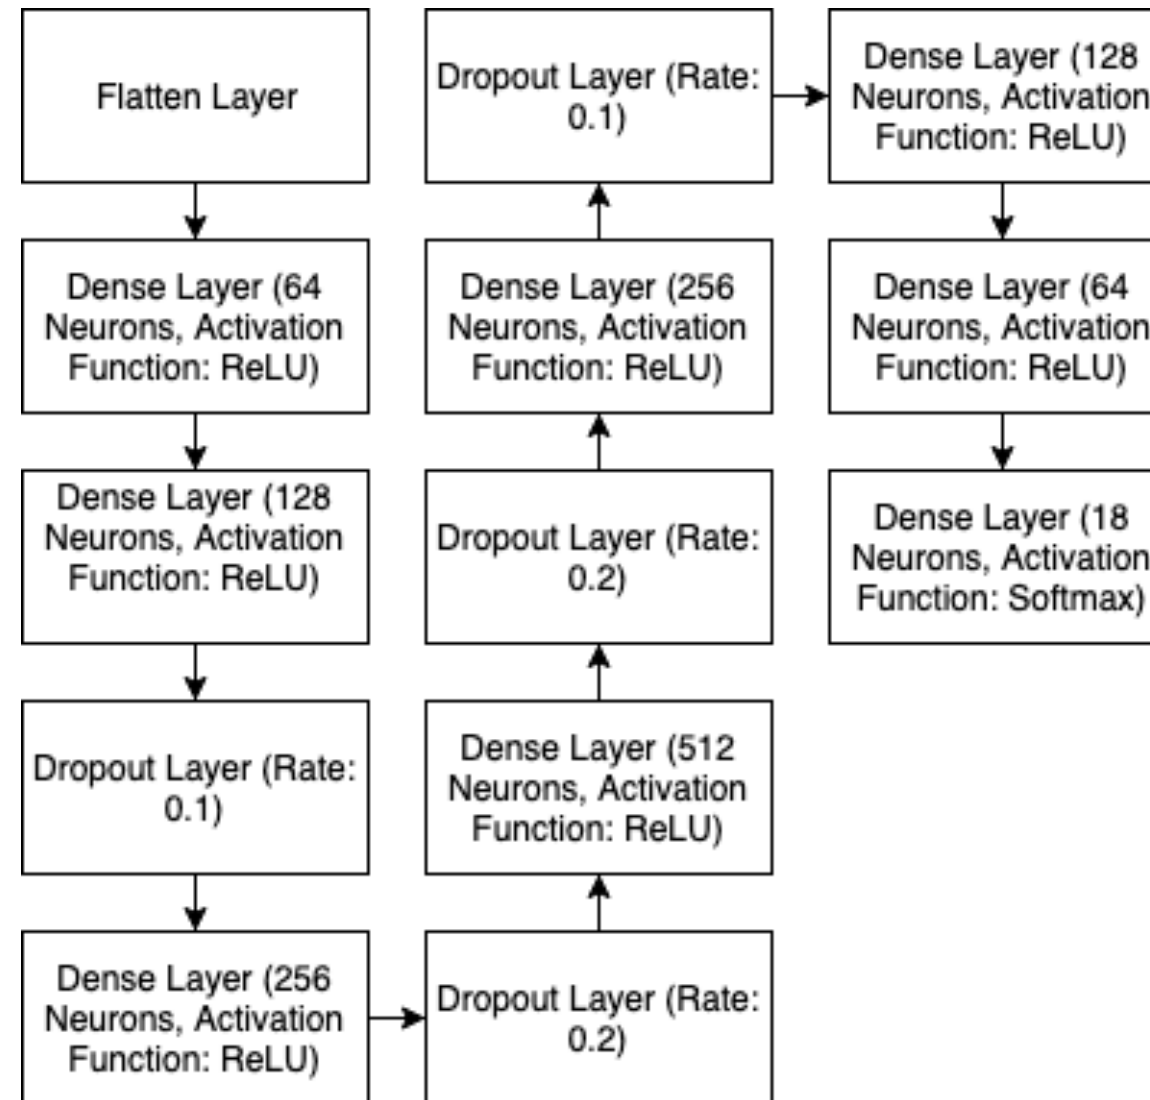 Flatten Layer
Dense Layer (64
Neurons, Activation
Function: ReLU)
Dense Layer (128
Neurons, Activation
Function: ReLU)
Dropout Layer (Rate:
0.1)
Dense Layer (256
Neurons, Activation
Function: ReLU)
Dropout Layer (Rate:
0.2)
Dense Layer (512
Neurons, Activation
Function: ReLU)
Dropout Layer (Rate:
0.2)
Dense Layer (256
Neurons, Activation
Function: ReLU)
Dropout Layer (Rate:
0.1)
Dense Layer (128
Neurons, Activation
Function: ReLU)
Dense Layer (64
Neurons, Activation
Function: ReLU)
Dense Layer (18
Neurons, Activation
Function: Softmax)